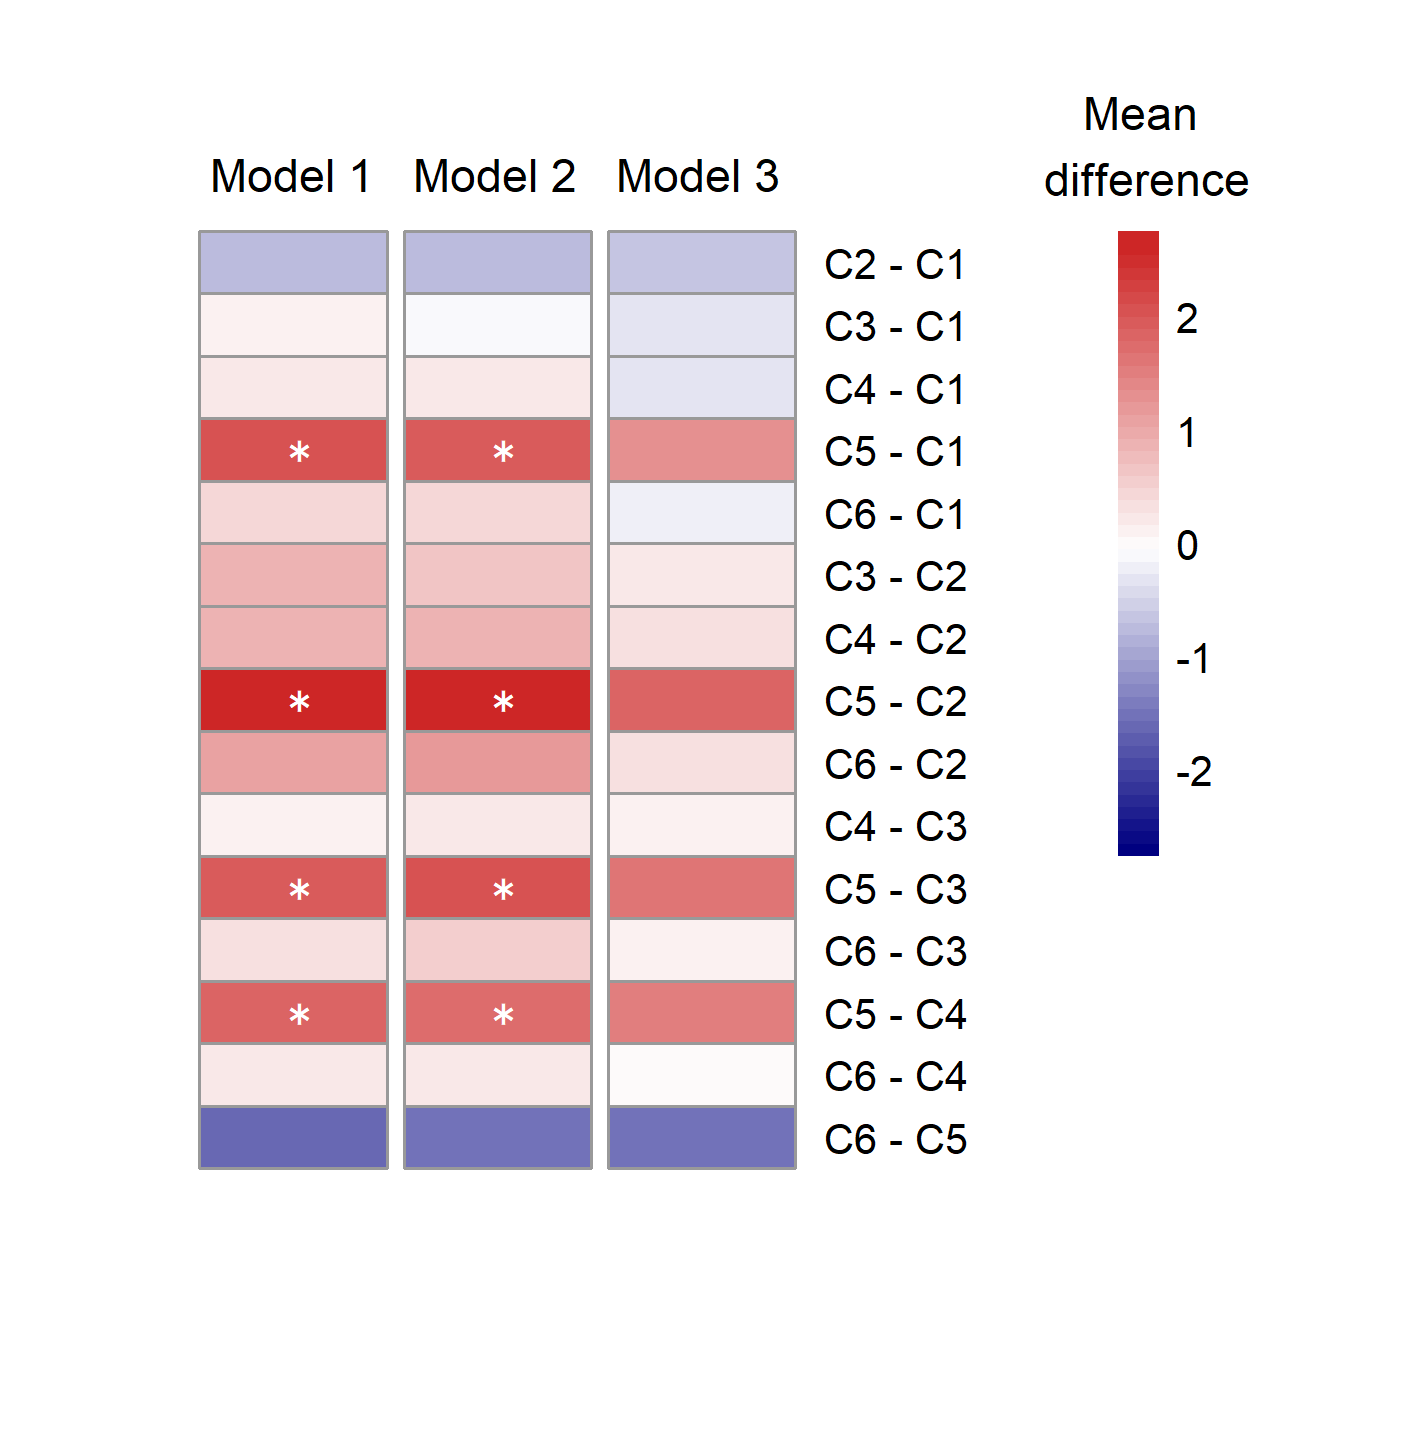 Mean
difference
Model 1 Model 2 Model 3
C2 - C1
C3 - C1
C4 - C1
* * C5 - C1
C6 - C1
C3 - C2
C4 - C2
* * C5 - C2
C6 - C2
C4 - C3
* * C5 - C3
C6 - C3
* * C5 - C4
C6 - C4
C6 - C5
2
1
0
-1
-2